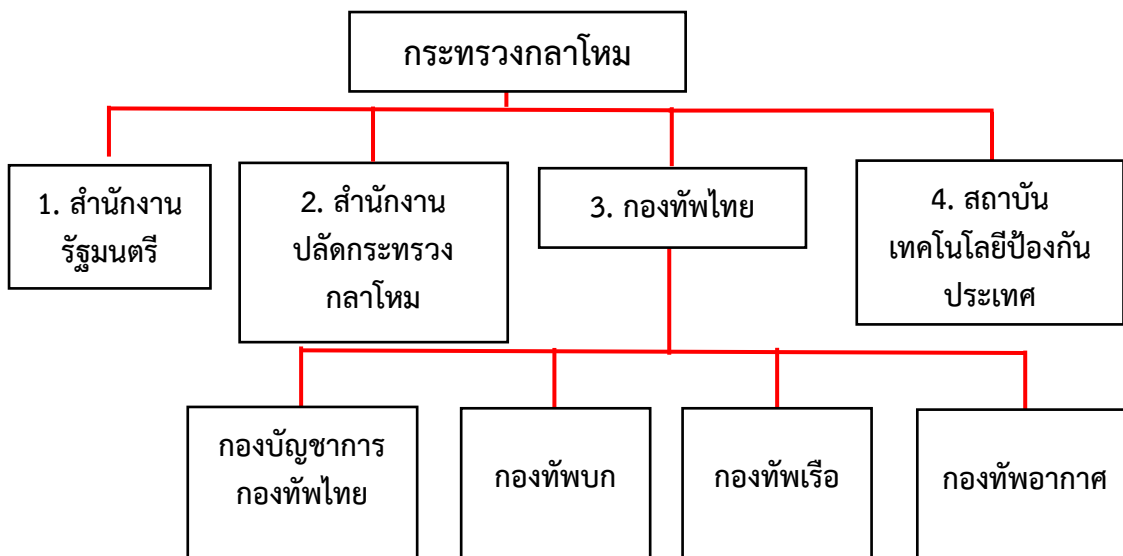 กระทรวงกลาโหม
1. สำนักงาน
รัฐมนตรี
2. สำนักงาน
ปลัดกระทรวง
กลาโหม
3. กองทัพไทย
4. สถาบัน
เทคโนโลยีป้องกัน
ประเทศ
กองบัญชาการ
กองทัพไทย
กองทัพบก
กองทัพเรือ
กองทัพอากาศ